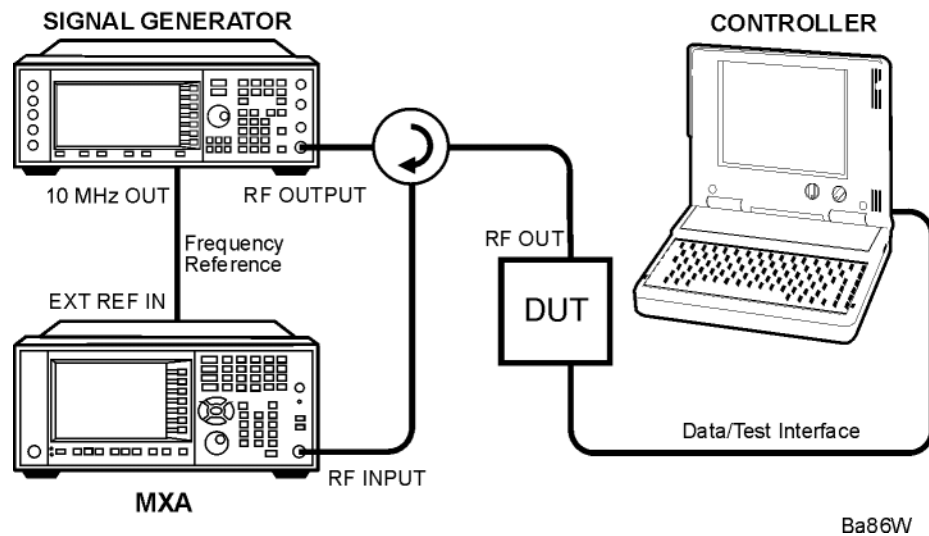 SIGNAL GENERATOR
CONTROLLER
10 MHz OUT
RF OUTPUT
Frequency
Reference
RF OUT
EXT REF IN
DUT
Data/Test Interface
RF INPUT
MXA
Ba86W